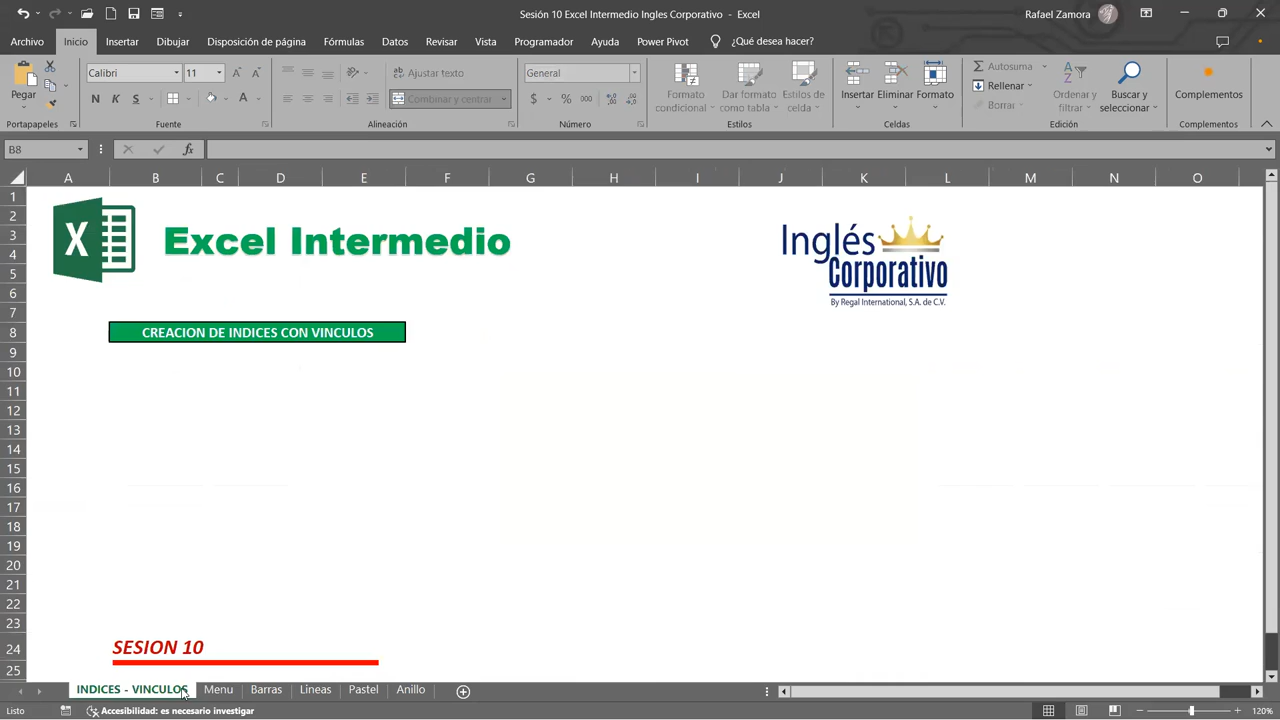 Sesión 10 Excel Intermedio Ingles Corporativo - Excel
Rafael Zamora
Archivo Inicio Insertar Dibujar Disposición de página Fórmulas Datos Revisar Vista Programador Ayuda Power Pivot ¿Qué desea hacer?
Pegar
Portapapeles
Calibri 11
N K S
Fuente
Ajustar texto
Combinar y centrar
Alineación
General
$ % 000
Número
Formato condicional
Dar formato como tabla
Estilos de celda
Estilos
Insertar Eliminar Formato
Celdas
Autosuma
Rellenar
Borrar
Ordenar y filtrar
Buscar y seleccionar
Edición
Complementos
Complementos
B8 fx
A B C D E F G H I J K L M N O
1
2
3
4
5
6
7
8
9
10
11
12
13
14
15
16
17
18
19
20
21
22
23
24
25
X
Excel Intermedio
Inglés
Corporativo
By Regal International, S.A. de C.V.
CREACION DE INDICES CON VINCULOS
SESION 10
INDICES - VINCULOS Menu Barras Lineas Pastel Anillo
Listo Accesibilidad: es necesario investigar 120%